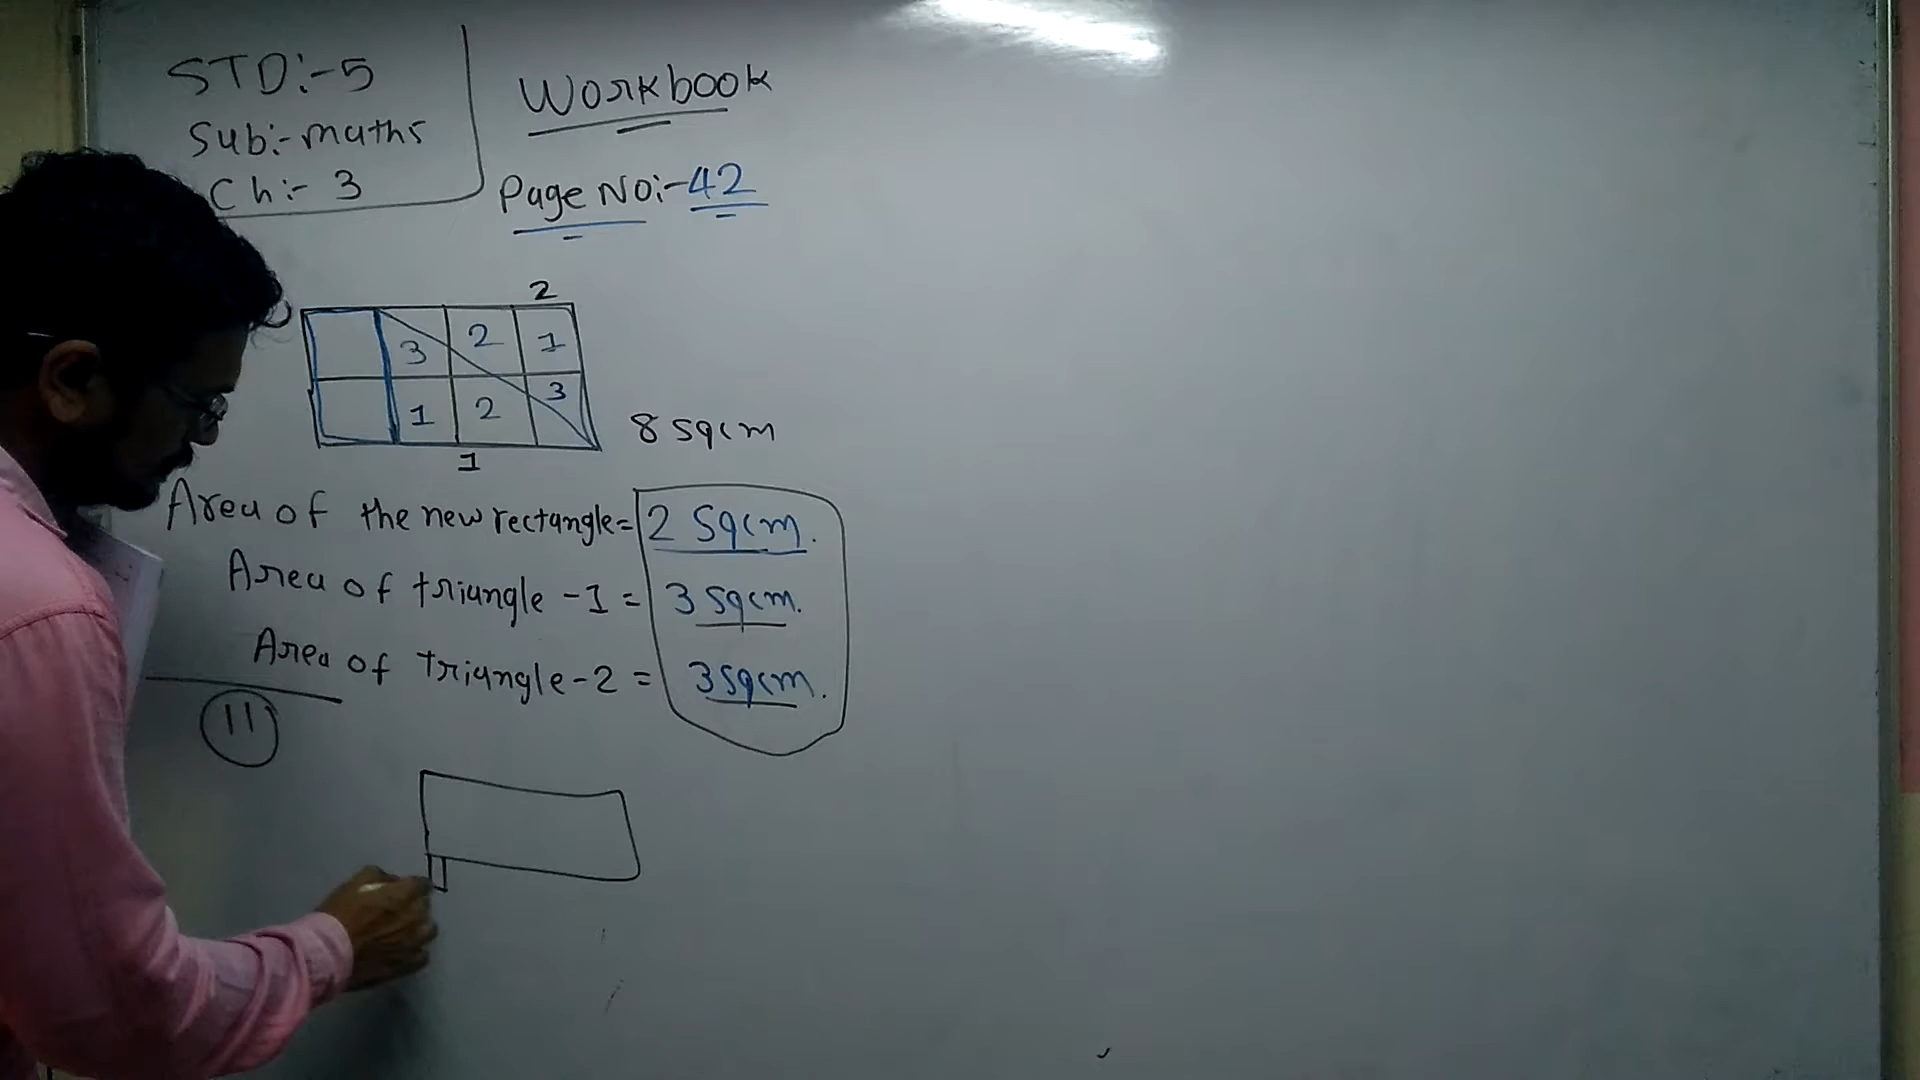 STD:-5
Sub:-maths
Ch:- 3
Workbook
Page No:-42
2
3 2 1
1 2 3
1
8 sqcm
Area of the new rectangle= 2 sqcm.
Area of triangle -1 = 3 sqcm.
Area of triangle-2 = 3 sqcm.
11